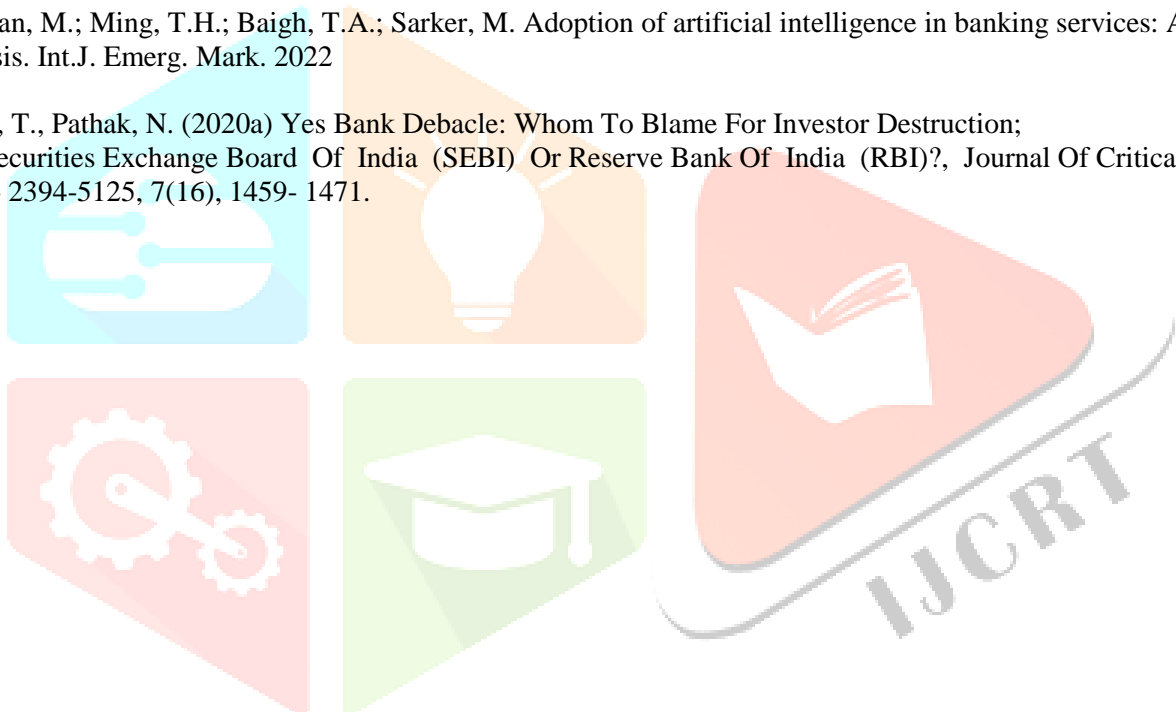 an, M.; Ming, T.H.; Baigh, T.A.; Sarker, M. Adoption of artificial intelligence in banking services: A
sis. Int.J. Emerg. Mark. 2022
, T., Pathak, N. (2020a) Yes Bank Debacle: Whom To Blame For Investor Destruction;
ecurities Exchange Board Of India (SEBI) Or Reserve Bank Of India (RBI)?, Journal Of Critica
2394-5125, 7(16), 1459- 1471.
IJCRT